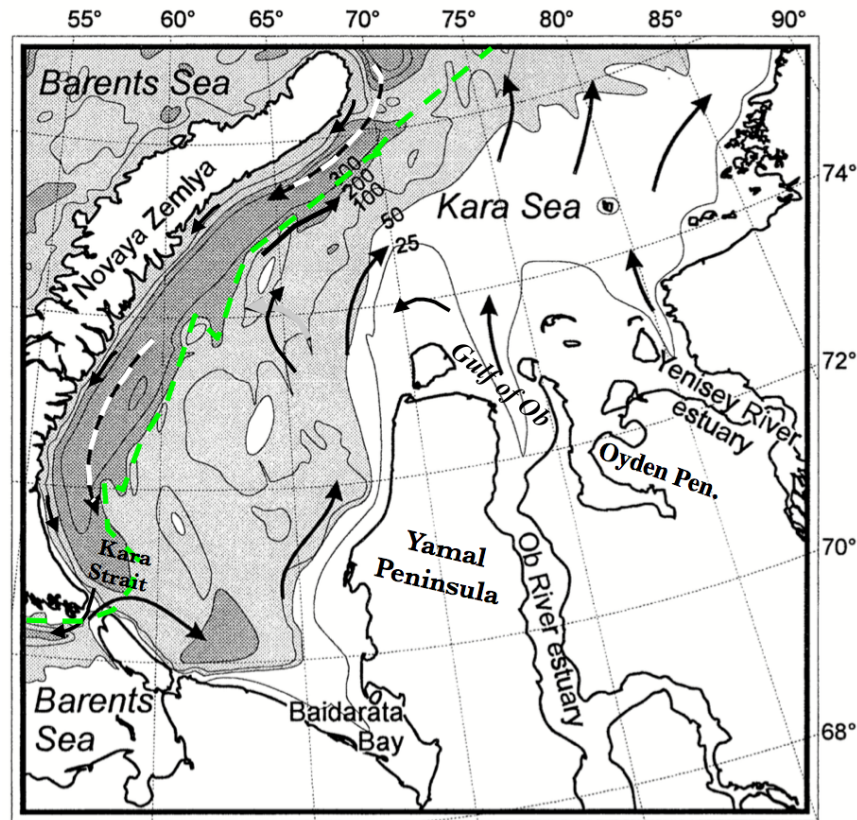 55° 60° 65° 70° 75° 80° 85° 90°
Barents Sea
Novaya Zemlya
300
200
100
50
25
Kara Sea
74°
72°
Gulf of Ob
Yenisey River
estuary
Oyden Pen.
Kara
Strait
Yamal
Peninsula
Ob River estuary
70°
Barents
Sea
Baidarata
Bay
68°